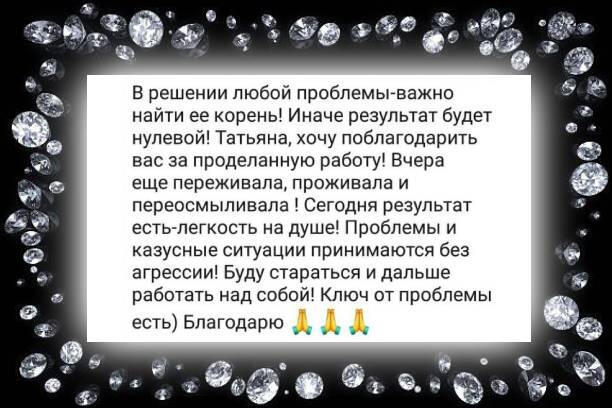 В решении любой проблемы-важно
найти ее корень! Иначе результат будет
нулевой! Татьяна, хочу поблагодарить
вас за проделанную работу! Вчера
еще переживала, проживала и
переосмыливала ! Сегодня результат
есть-легкость на душе! Проблемы и
казусные ситуации принимаются без
агрессии! Буду стараться и дальше
работать над собой! Ключ от проблемы
есть) Благодарю 🙏 🙏 🙏